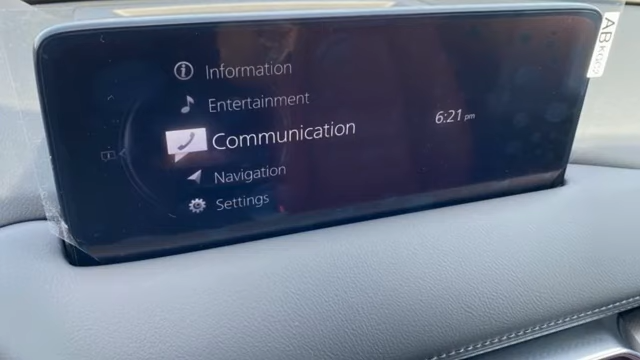 Information
Entertainment
Communication
6:21 pm
Navigation
Settings